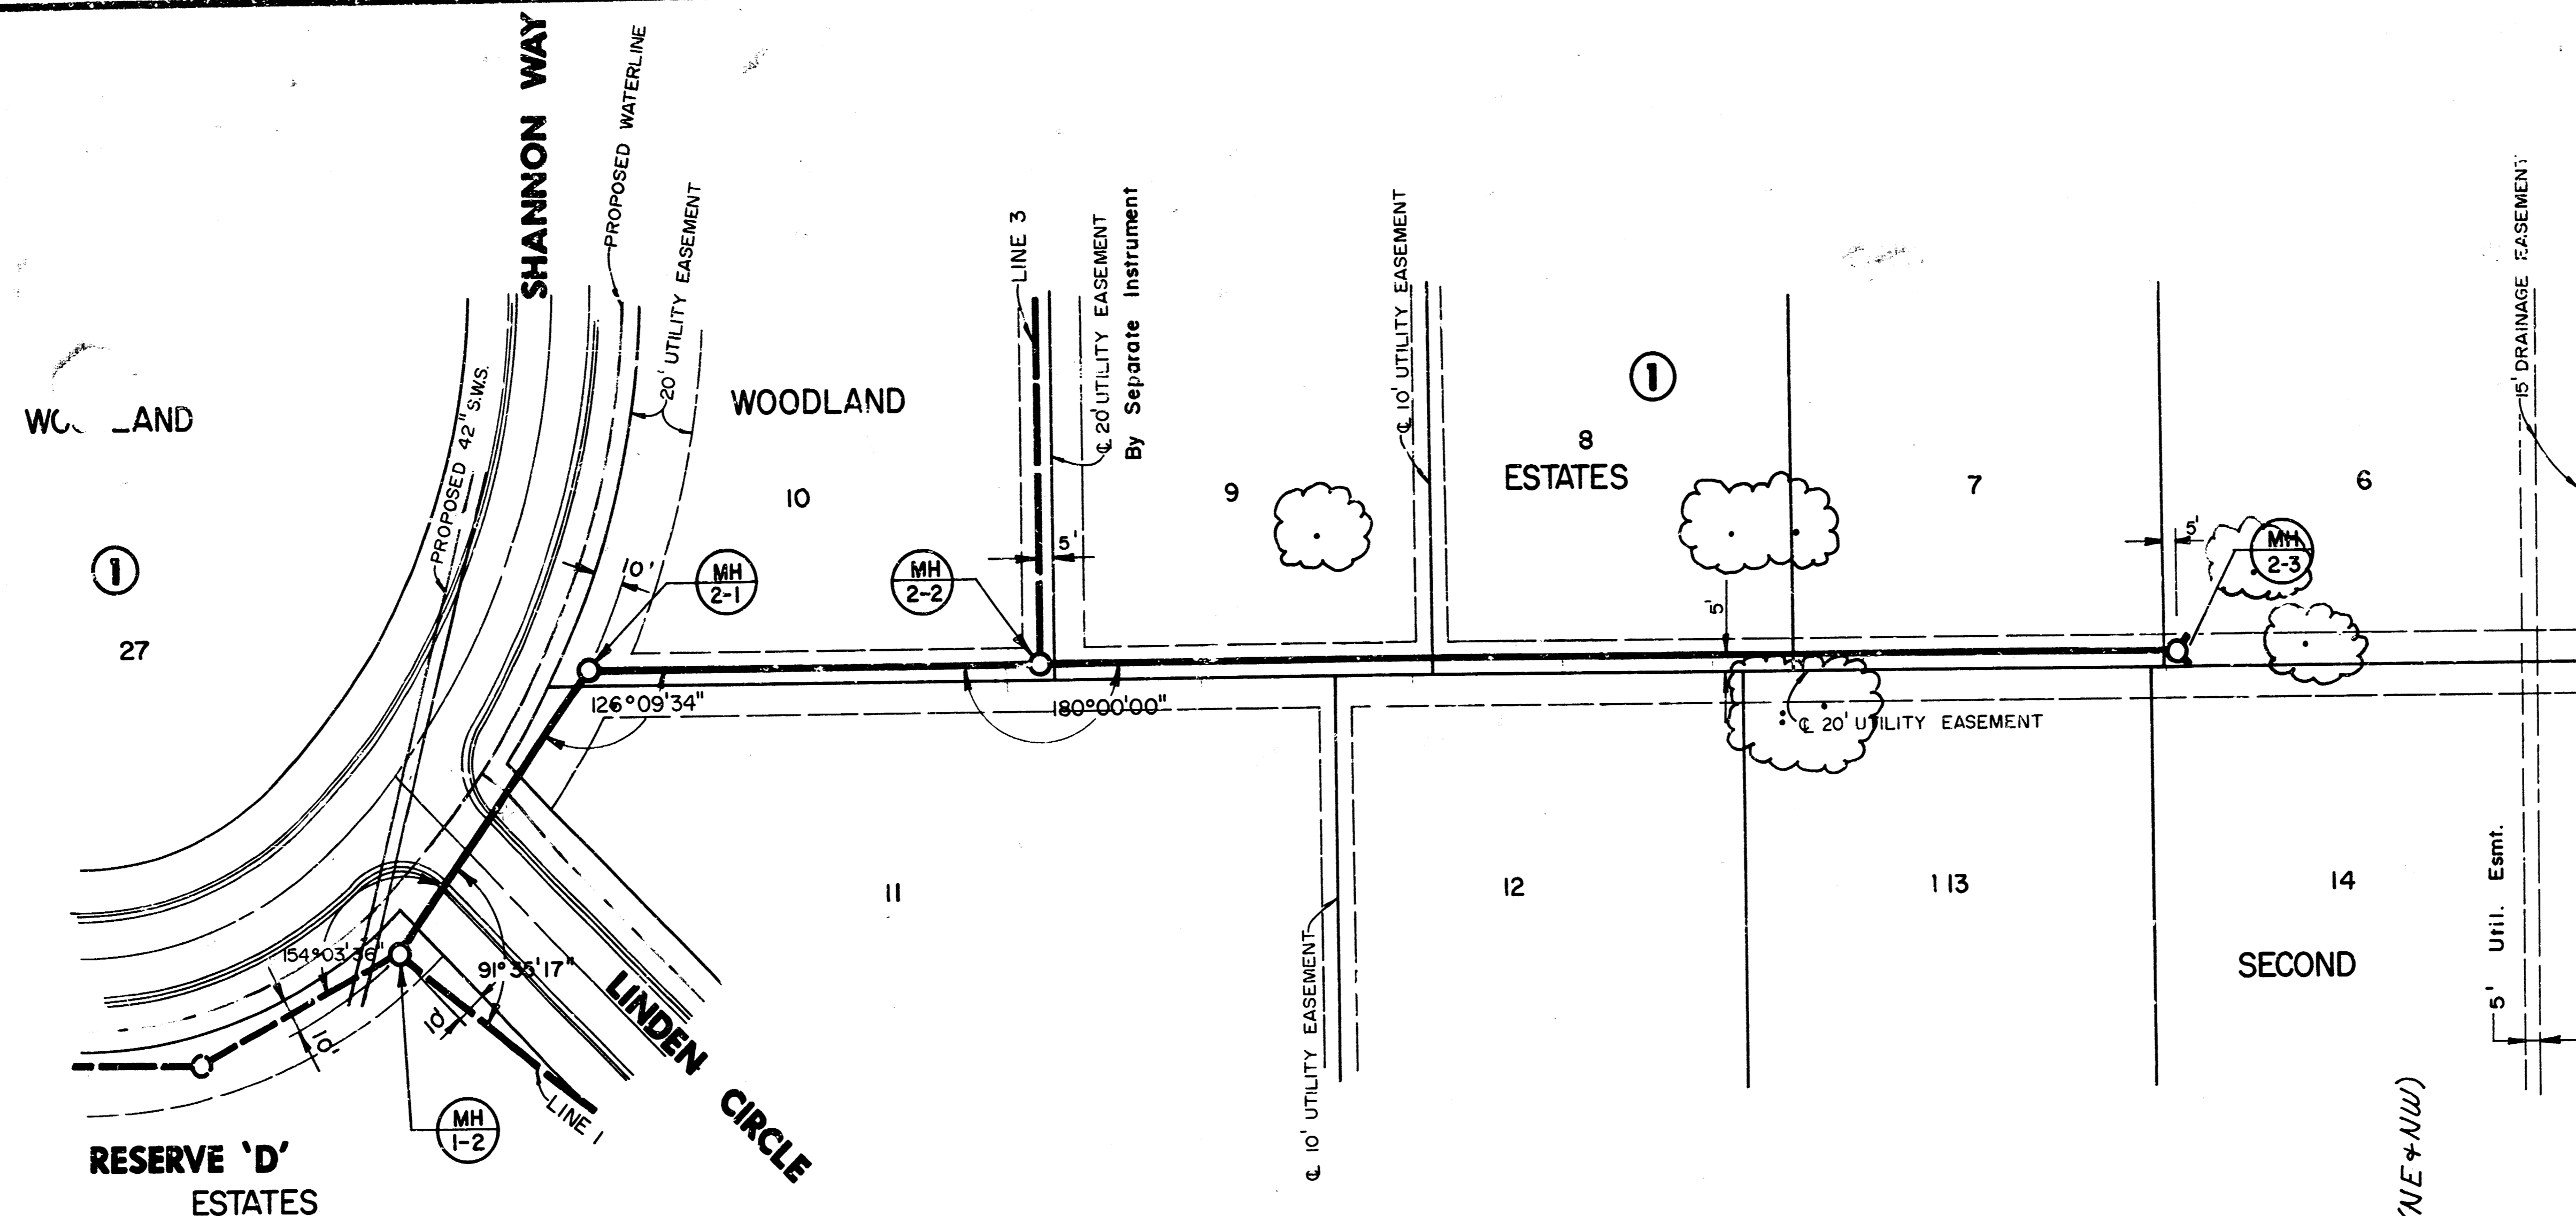 SHANNON WAY
PROPOSED WATERLINE
20' UTILITY EASEMENT
LINE 3
℄ 20' UTILITY EASEMENT
By Separate Instrument
℄ 10' UTILITY EASEMENT
15' DRAINAGE EASEMENT
WOODLAND
1
8
ESTATES
PROPOSED 42" S.W.S.
10
9
7
6
1
27
10'
MH
2-1
MH
2-2
5'
5'
5'
MH
2-3
126°09'34"
180°00'00"
℄ 20' UTILITY EASEMENT
11
12
113
14
5' Util. Esmt.
SECOND
154°03'36"
91°35'17"
10'
10'
LINDEN CIRCLE
LINE 1
MH
1-2
℄ 10' UTILITY EASEMENT
RESERVE 'D'
ESTATES
NE & NW)